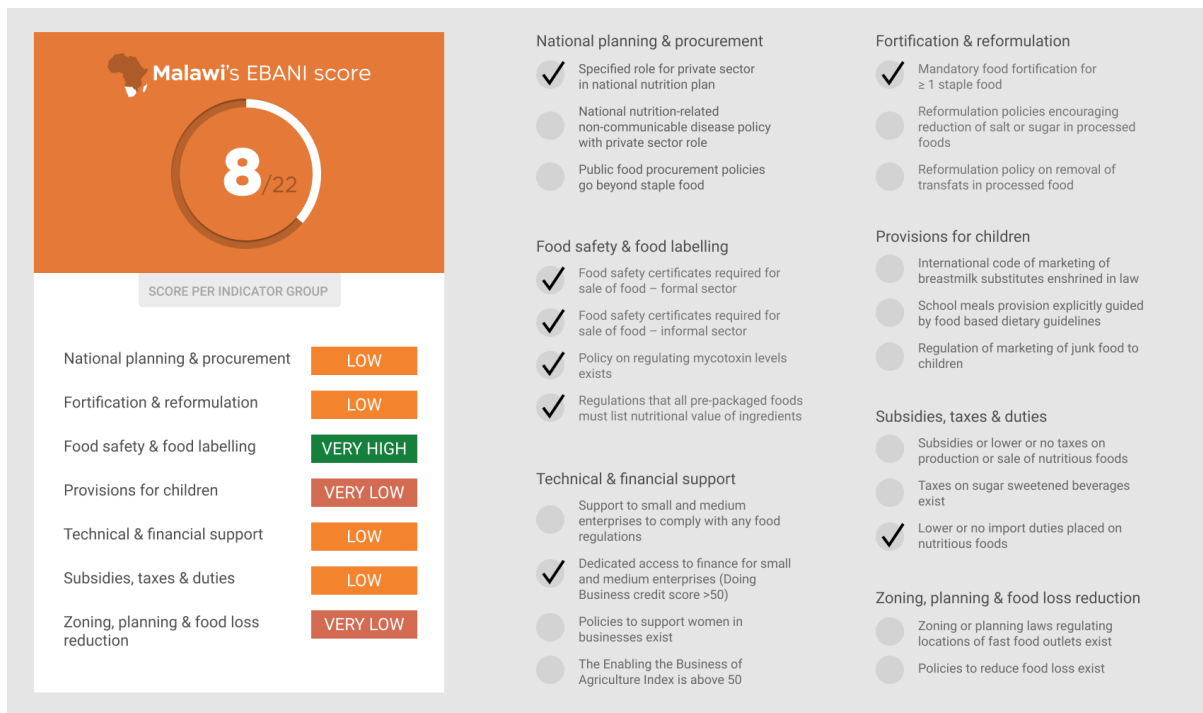 Malawi's EBANI score
8/22
SCORE PER INDICATOR GROUP
National planning & procurement LOW
Fortification & reformulation LOW
Food safety & food labelling VERY HIGH
Provisions for children VERY LOW
Technical & financial support LOW
Subsidies, taxes & duties LOW
Zoning, planning & food loss
reduction VERY LOW
National planning & procurement
Specified role for private sector
in national nutrition plan
National nutrition-related
non-communicable disease policy
with private sector role
Public food procurement policies
go beyond staple food
Food safety & food labelling
Food safety certificates required for
sale of food – formal sector
Food safety certificates required for
sale of food – informal sector
Policy on regulating mycotoxin levels
exists
Regulations that all pre-packaged foods
must list nutritional value of ingredients
Technical & financial support
Support to small and medium
enterprises to comply with any food
regulations
Dedicated access to finance for small
and medium enterprises (Doing
Business credit score >50)
Policies to support women in
businesses exist
The Enabling the Business of
Agriculture Index is above 50
Fortification & reformulation
Mandatory food fortification for
≥ 1 staple food
Reformulation policies encouraging
reduction of salt or sugar in processed
foods
Reformulation policy on removal of
transfats in processed food
Provisions for children
International code of marketing of
breastmilk substitutes enshrined in law
School meals provision explicitly guided
by food based dietary guidelines
Regulation of marketing of junk food to
children
Subsidies, taxes & duties
Subsidies or lower or no taxes on
production or sale of nutritious foods
Taxes on sugar sweetened beverages
exist
Lower or no import duties placed on
nutritious foods
Zoning, planning & food loss reduction
Zoning or planning laws regulating
locations of fast food outlets exist
Policies to reduce food loss exist